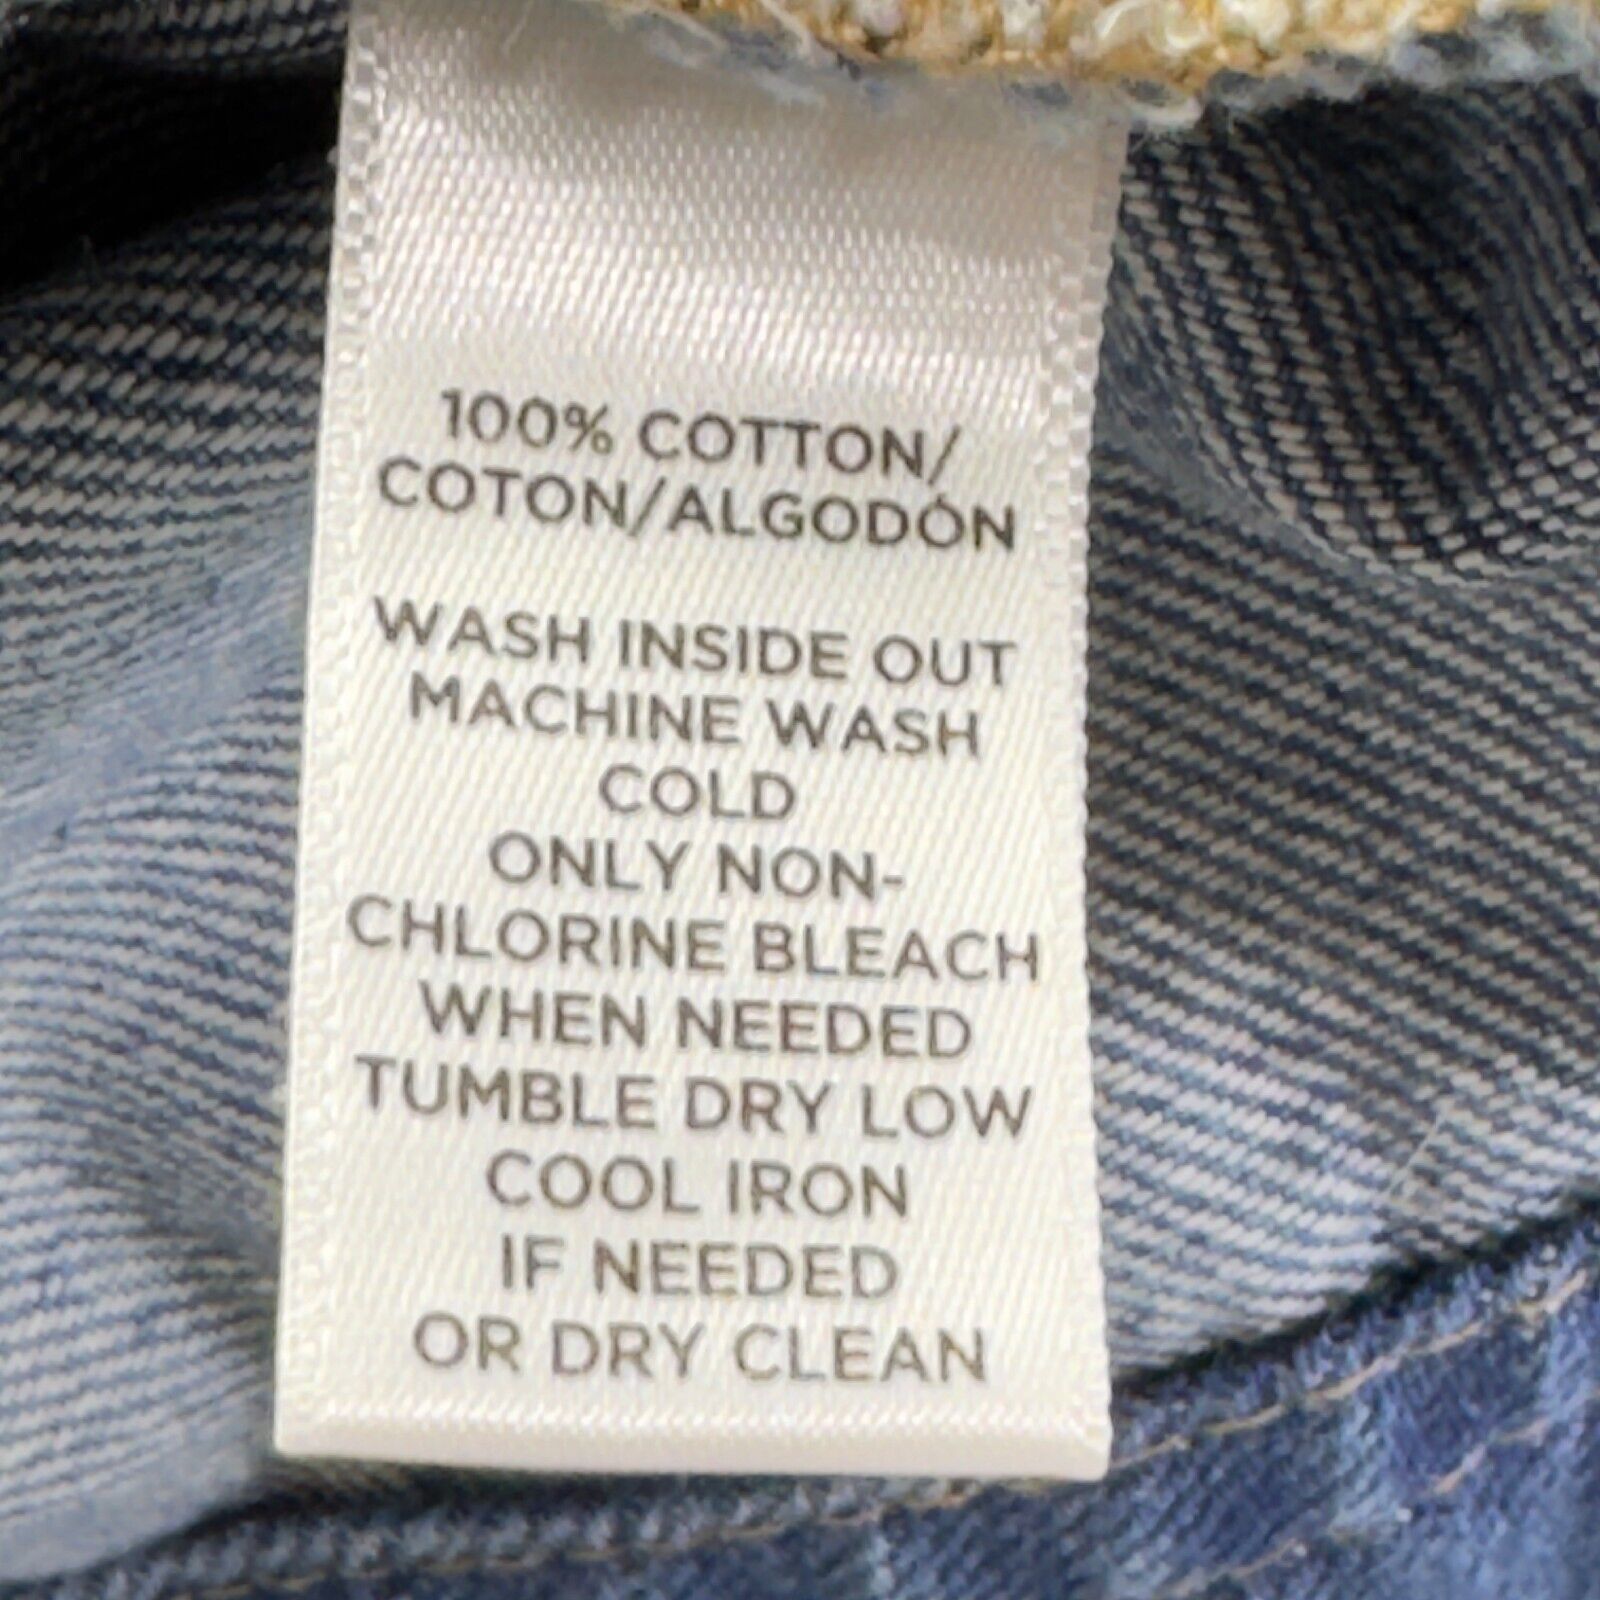 100% COTTON/
COTON/ALGODÓN
WASH INSIDE OUT
MACHINE WASH
COLD
ONLY NON-
CHLORINE BLEACH
WHEN NEEDED
TUMBLE DRY LOW
COOL IRON
IF NEEDED
OR DRY CLEAN